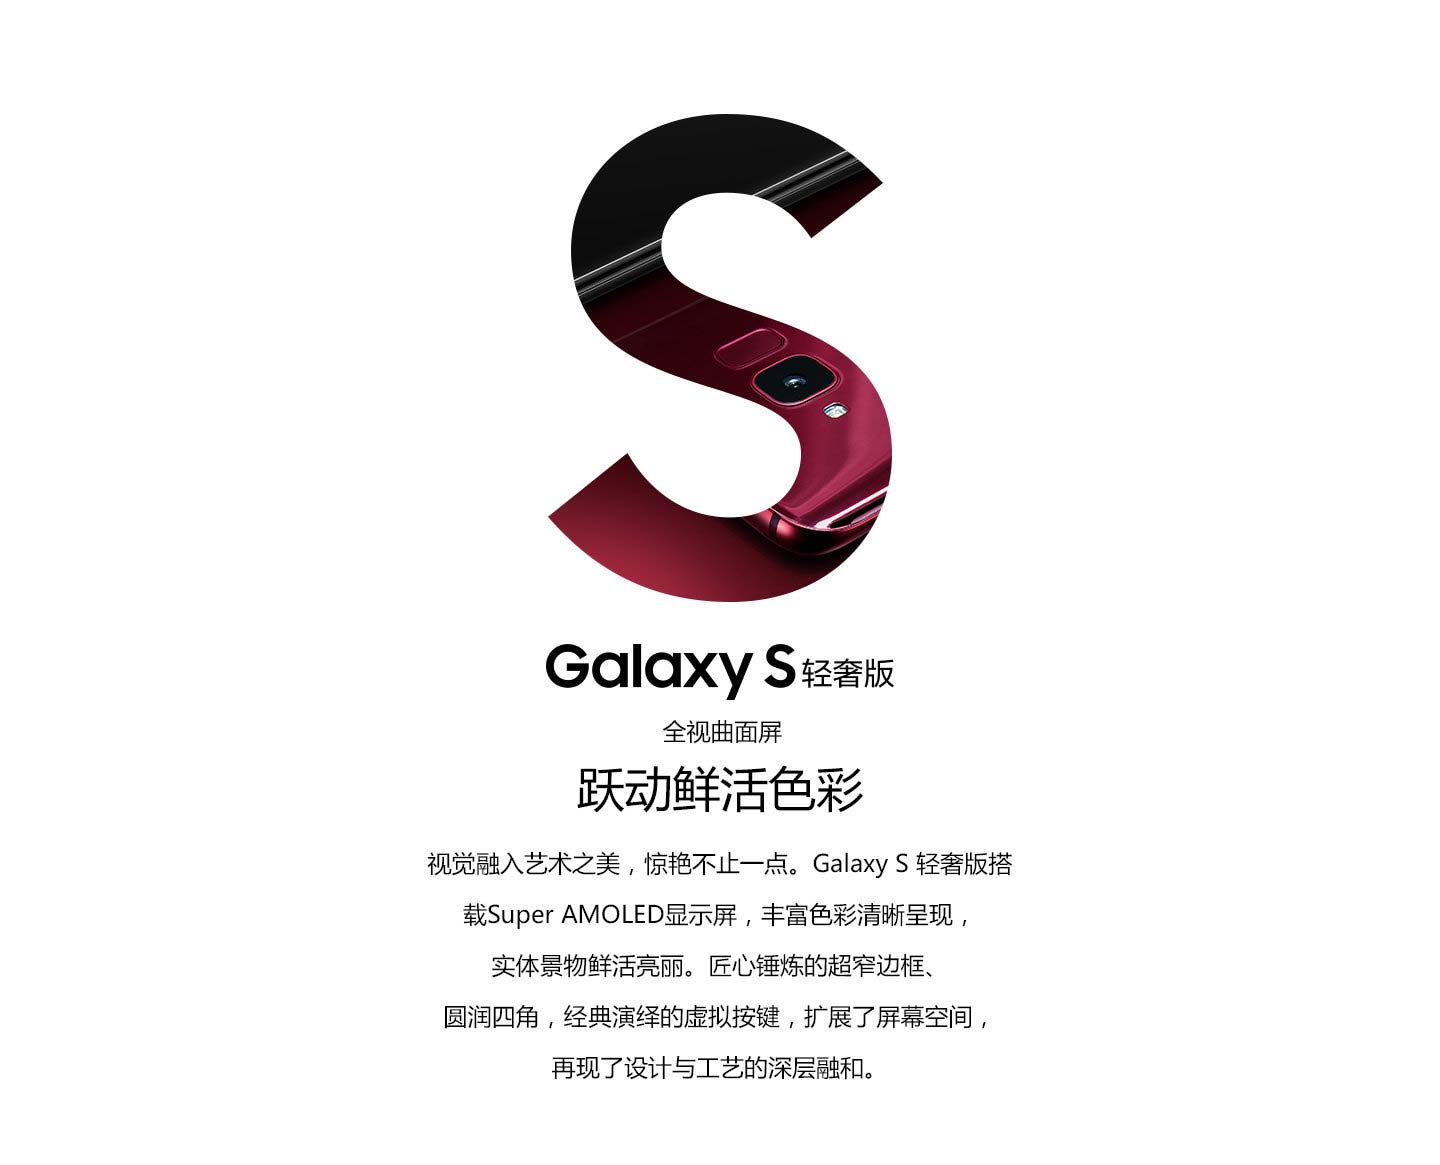 Galaxy S 轻奢版
全视曲面屏
跃动鲜活色彩
视觉融入艺术之美，惊艳不止一点。Galaxy S 轻奢版搭
载Super AMOLED显示屏，丰富色彩清晰呈现，
实体景物鲜活亮丽。匠心锤炼的超窄边框、
圆润四角，经典演绎的虚拟按键，扩展了屏幕空间，
再现了设计与工艺的深层融和。